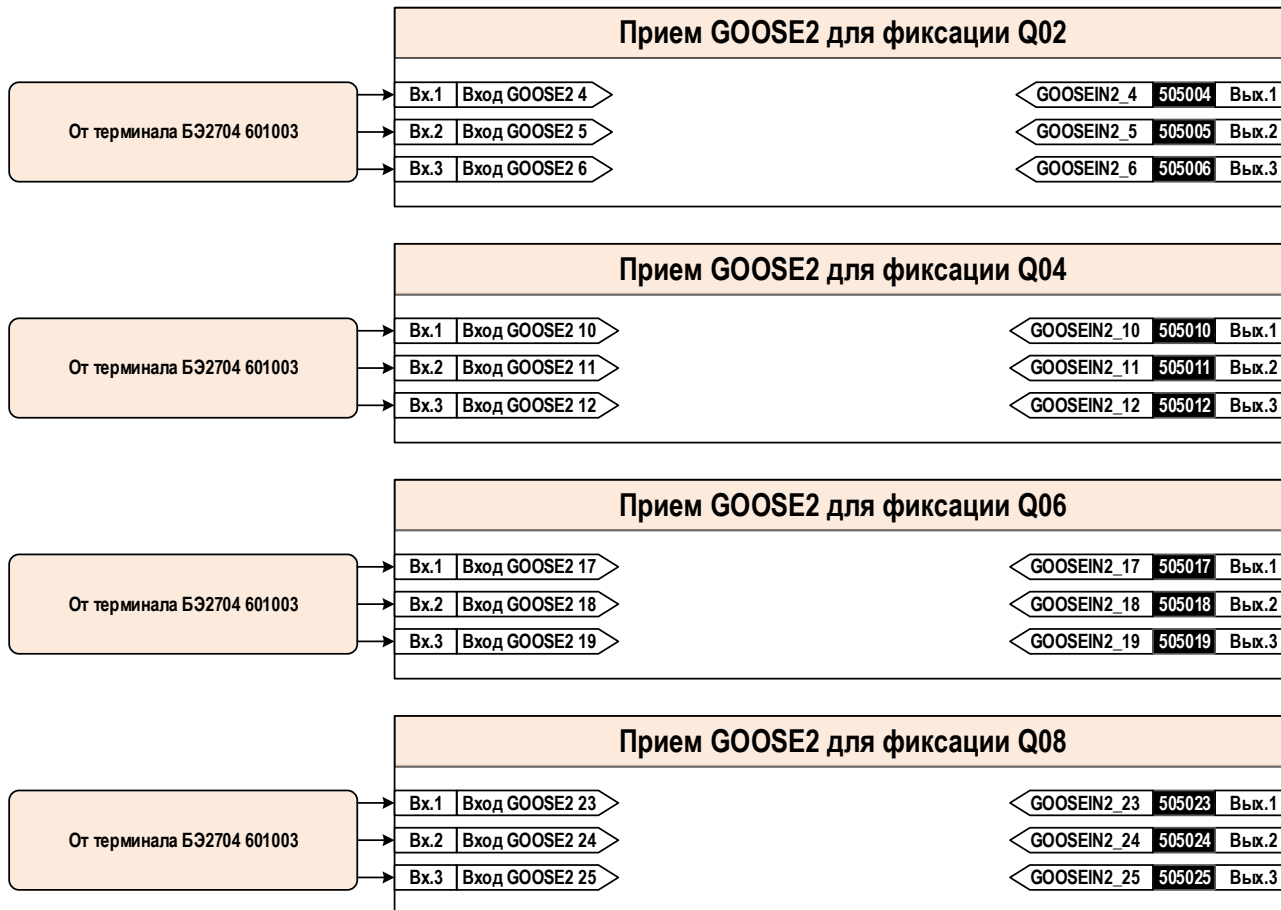 Прием GOOSE2 для фиксации Q02
Вх.1 Вход GOOSE2 4 GOOSEIN2_4 505004 Вых.1
От терминала БЭ2704 601003 Вх.2 Вход GOOSE2 5 GOOSEIN2_5 505005 Вых.2
Вх.3 Вход GOOSE2 6 GOOSEIN2_6 505006 Вых.3
Прием GOOSE2 для фиксации Q04
Вх.1 Вход GOOSE2 10 GOOSEIN2_10 505010 Вых.1
От терминала БЭ2704 601003 Вх.2 Вход GOOSE2 11 GOOSEIN2_11 505011 Вых.2
Вх.3 Вход GOOSE2 12 GOOSEIN2_12 505012 Вых.3
Прием GOOSE2 для фиксации Q06
Вх.1 Вход GOOSE2 17 GOOSEIN2_17 505017 Вых.1
От терминала БЭ2704 601003 Вх.2 Вход GOOSE2 18 GOOSEIN2_18 505018 Вых.2
Вх.3 Вход GOOSE2 19 GOOSEIN2_19 505019 Вых.3
Прием GOOSE2 для фиксации Q08
Вх.1 Вход GOOSE2 23 GOOSEIN2_23 505023 Вых.1
От терминала БЭ2704 601003 Вх.2 Вход GOOSE2 24 GOOSEIN2_24 505024 Вых.2
Вх.3 Вход GOOSE2 25 GOOSEIN2_25 505025 Вых.3